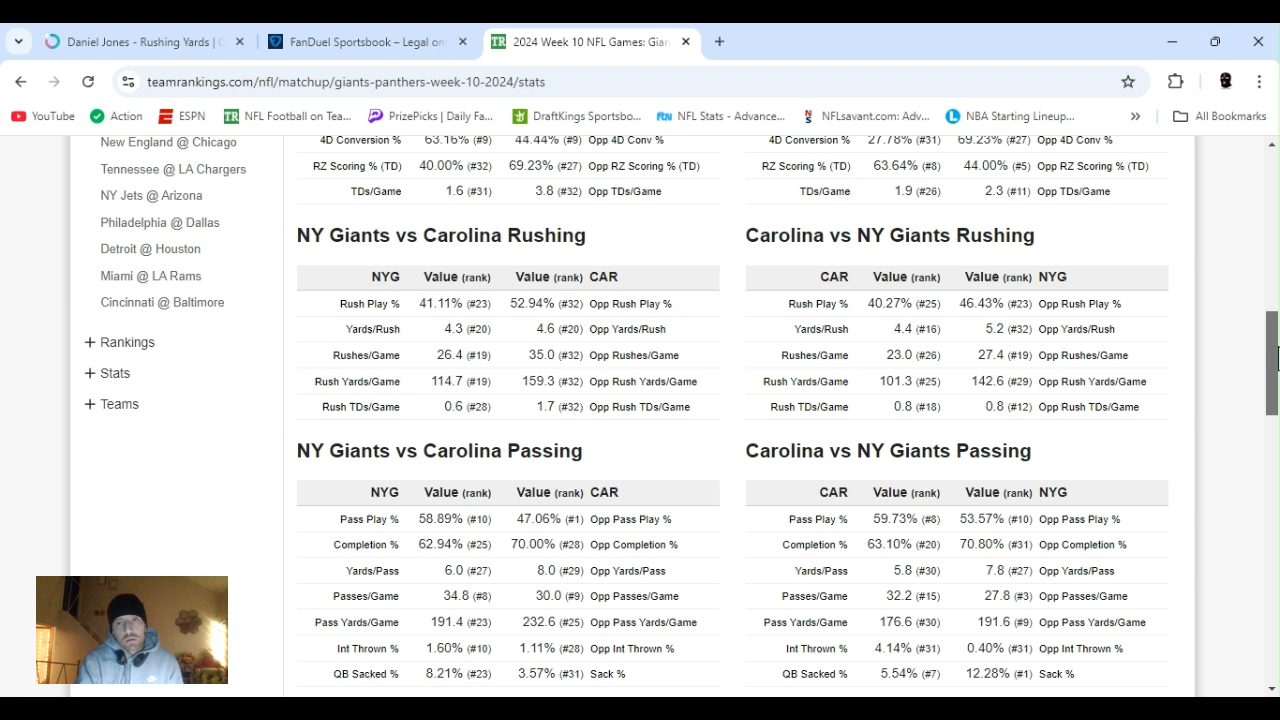 Daniel Jones - Rushing Yards |
FanDuel Sportsbook – Legal on
TR 2024 Week 10 NFL Games: Gian
teamrankings.com/nfl/matchup/giants-panthers-week-10-2024/stats
YouTube Action ESPN TR NFL Football on Tea... PrizePicks | Daily Fa... DraftKings Sportsbo... ftn NFL Stats - Advance... NFLsavant.com: Adv... NBA Starting Lineup... » All Bookmarks
New England @ Chicago
Tennessee @ LA Chargers
NY Jets @ Arizona
Philadelphia @ Dallas
Detroit @ Houston
Miami @ LA Rams
Cincinnati @ Baltimore
+ Rankings
+ Stats
+ Teams
4D Conversion % 63.16% (#9) 44.44% (#9) Opp 4D Conv %
RZ Scoring % (TD) 40.00% (#32) 69.23% (#27) Opp RZ Scoring % (TD)
TDs/Game 1.6 (#31) 3.8 (#32) Opp TDs/Game
NY Giants vs Carolina Rushing
NYG Value (rank) Value (rank) CAR
Rush Play % 41.11% (#23) 52.94% (#32) Opp Rush Play %
Yards/Rush 4.3 (#20) 4.6 (#20) Opp Yards/Rush
Rushes/Game 26.4 (#19) 35.0 (#32) Opp Rushes/Game
Rush Yards/Game 114.7 (#19) 159.3 (#32) Opp Rush Yards/Game
Rush TDs/Game 0.6 (#28) 1.7 (#32) Opp Rush TDs/Game
NY Giants vs Carolina Passing
NYG Value (rank) Value (rank) CAR
Pass Play % 58.89% (#10) 47.06% (#1) Opp Pass Play %
Completion % 62.94% (#25) 70.00% (#28) Opp Completion %
Yards/Pass 6.0 (#27) 8.0 (#29) Opp Yards/Pass
Passes/Game 34.8 (#8) 30.0 (#9) Opp Passes/Game
Pass Yards/Game 191.4 (#23) 232.6 (#25) Opp Pass Yards/Game
Int Thrown % 1.60% (#10) 1.11% (#28) Opp Int Thrown %
QB Sacked % 8.21% (#23) 3.57% (#31) Sack %
4D Conversion % 27.78% (#31) 69.23% (#27) Opp 4D Conv %
RZ Scoring % (TD) 63.64% (#8) 44.00% (#5) Opp RZ Scoring % (TD)
TDs/Game 1.9 (#26) 2.3 (#11) Opp TDs/Game
Carolina vs NY Giants Rushing
CAR Value (rank) Value (rank) NYG
Rush Play % 40.27% (#25) 46.43% (#23) Opp Rush Play %
Yards/Rush 4.4 (#16) 5.2 (#32) Opp Yards/Rush
Rushes/Game 23.0 (#26) 27.4 (#19) Opp Rushes/Game
Rush Yards/Game 101.3 (#25) 142.6 (#29) Opp Rush Yards/Game
Rush TDs/Game 0.8 (#18) 0.8 (#12) Opp Rush TDs/Game
Carolina vs NY Giants Passing
CAR Value (rank) Value (rank) NYG
Pass Play % 59.73% (#8) 53.57% (#10) Opp Pass Play %
Completion % 63.10% (#20) 70.80% (#31) Opp Completion %
Yards/Pass 5.8 (#30) 7.8 (#27) Opp Yards/Pass
Passes/Game 32.2 (#15) 27.8 (#3) Opp Passes/Game
Pass Yards/Game 176.6 (#30) 191.6 (#9) Opp Pass Yards/Game
Int Thrown % 4.14% (#31) 0.40% (#31) Opp Int Thrown %
QB Sacked % 5.54% (#7) 12.28% (#1) Sack %